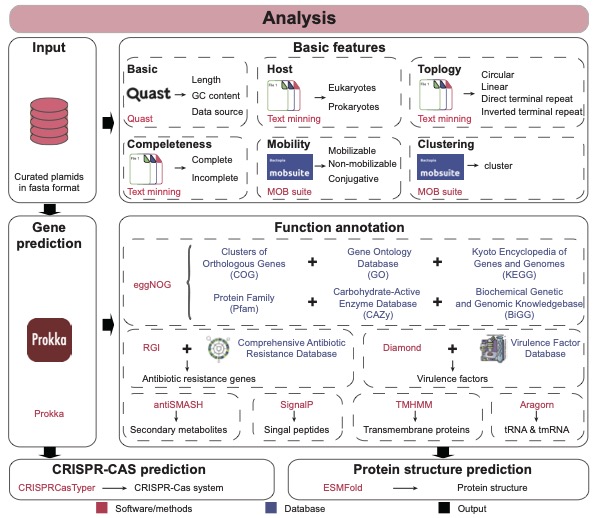 Analysis
Input
Curated plamids
in fasta format
Basic features
Basic
Quast
Quast
Length
GC content
Data source
Host
File 1
Text minning
Eukaryotes
Prokaryotes
Toplogy
File 1
Text minning
Circular
Linear
Direct terminal repeat
Inverted terminal repeat
Compeleteness
File 1
Text minning
Complete
Incomplete
Mobility
Bactopia
mobsuite
MOB suite
Mobilizable
Non-mobilizable
Conjugative
Clustering
Bactopia
mobsuite
MOB suite
cluster
Gene
prediction
Prokka
Prokka
Function annotation
eggNOG
Clusters of
Orthologous Genes
(COG)
+
Gene Ontology
Database
(GO)
+
Kyoto Encyclopedia of
Genes and Genomes
(KEGG)
Protein Family
(Pfam)
+
Carbohydrate-Active
Enzyme Database
(CAZy)
+
Biochemical Genetic
and Genomic Knowledgebase
(BiGG)
RGI + Comprehensive Antibiotic
Resistance Database
Antibiotic resistance genes
Diamond + Virulence Factor
Database
Virulence factors
antiSMASH
Secondary metabolites
SignalP
Singal peptides
TMHMM
Transmembrane proteins
Aragorn
tRNA & tmRNA
CRISPR-CAS prediction
CRISPRCasTyper CRISPR-Cas system
Protein structure prediction
ESMFold Protein structure
Software/methods Database Output